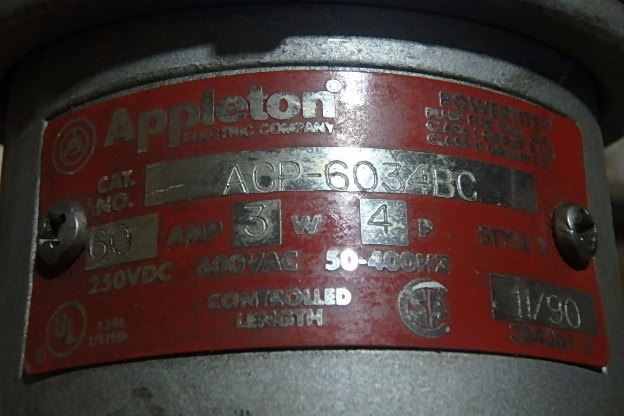 Appleton®
ELECTRIC COMPANY
POWERTITE®
CAT. NO. ACP-6034BC
60 AMP 3 W 4 P STYLE 2
250VDC 600VAC 50-400HZ
CONTROLLED
LENGTH
UL
LISTED
11/90